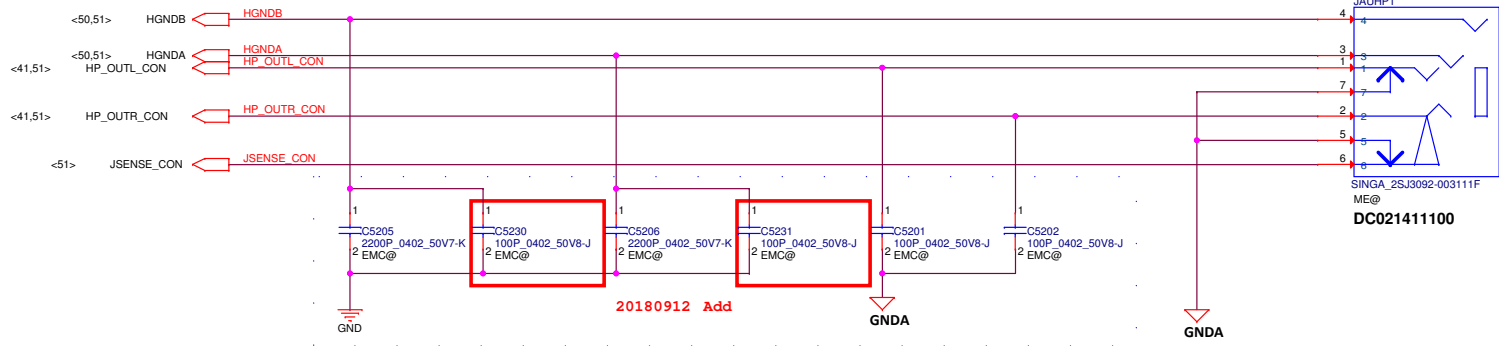 JAUHP1
<50,51> HGNDB HGNDB 4 4
<50,51> HGNDA HGNDA 3 3
<41,51> HP_OUTL_CON HP_OUTL_CON 1 1
7 7
<41,51> HP_OUTR_CON HP_OUTR_CON 2 2
5 5
<51> JSENSE_CON JSENSE_CON 6 6
SINGA_2SJ3092-003111F
ME@
DC021411100
1 1 1 1 1 1
C5205 C5230 C5206 C5231 C5201 C5202
2200P_0402_50V7-K 100P_0402_50V8-J 2200P_0402_50V7-K 100P_0402_50V8-J 100P_0402_50V8-J 100P_0402_50V8-J
2 EMC@ 2 EMC@ 2 EMC@ 2 EMC@ 2 EMC@ 2 EMC@
20180912 Add
GND GNDA GNDA